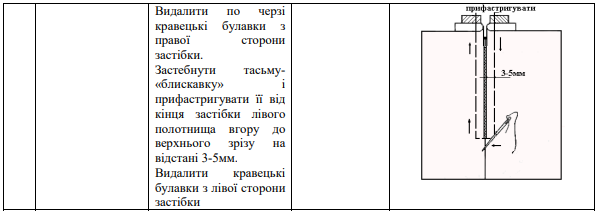 Видалити по черзі
кравецькі булавки з
правої сторони
застібки.
Застебнути тасьму-
«блискавку» і
прифастригувати її від
кінця застібки лівого
полотнища вгору до
верхнього зрізу на
відстані 3-5мм.
Видалити кравецькі
булавки з лівої сторони
застібки
прифастригувати
3-5мм